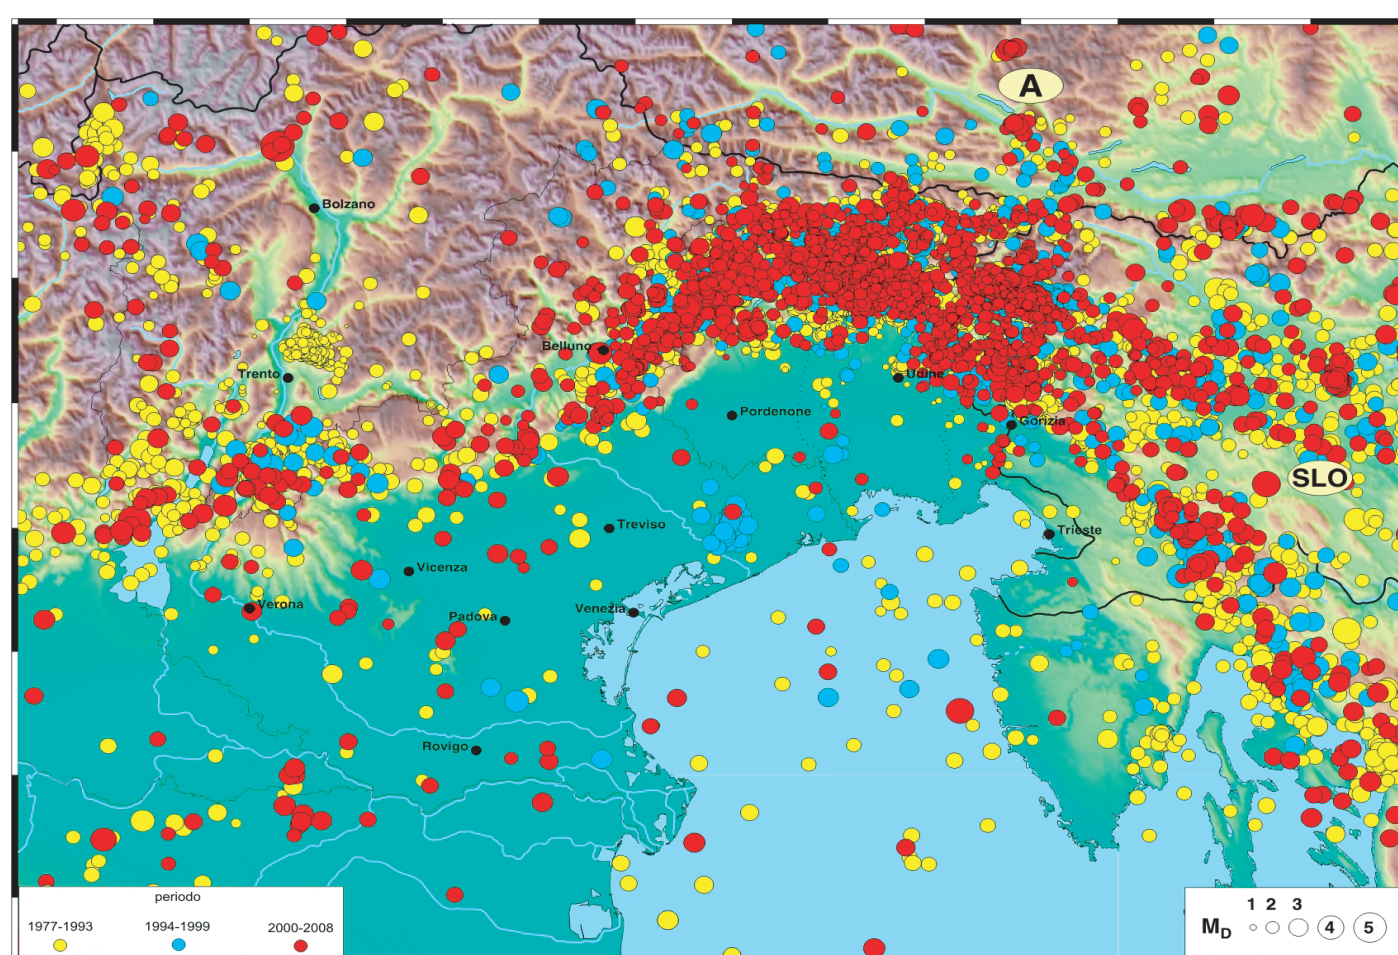 A
Bolzano
Belluno
Trento
Udine
Pordenone
Gorizia
SLO
Treviso
Trieste
Vicenza
Verona
Padova
Venezia
Rovigo
periodo
1977-1993
1994-1999
2000-2008
1 2 3
MD
4
5